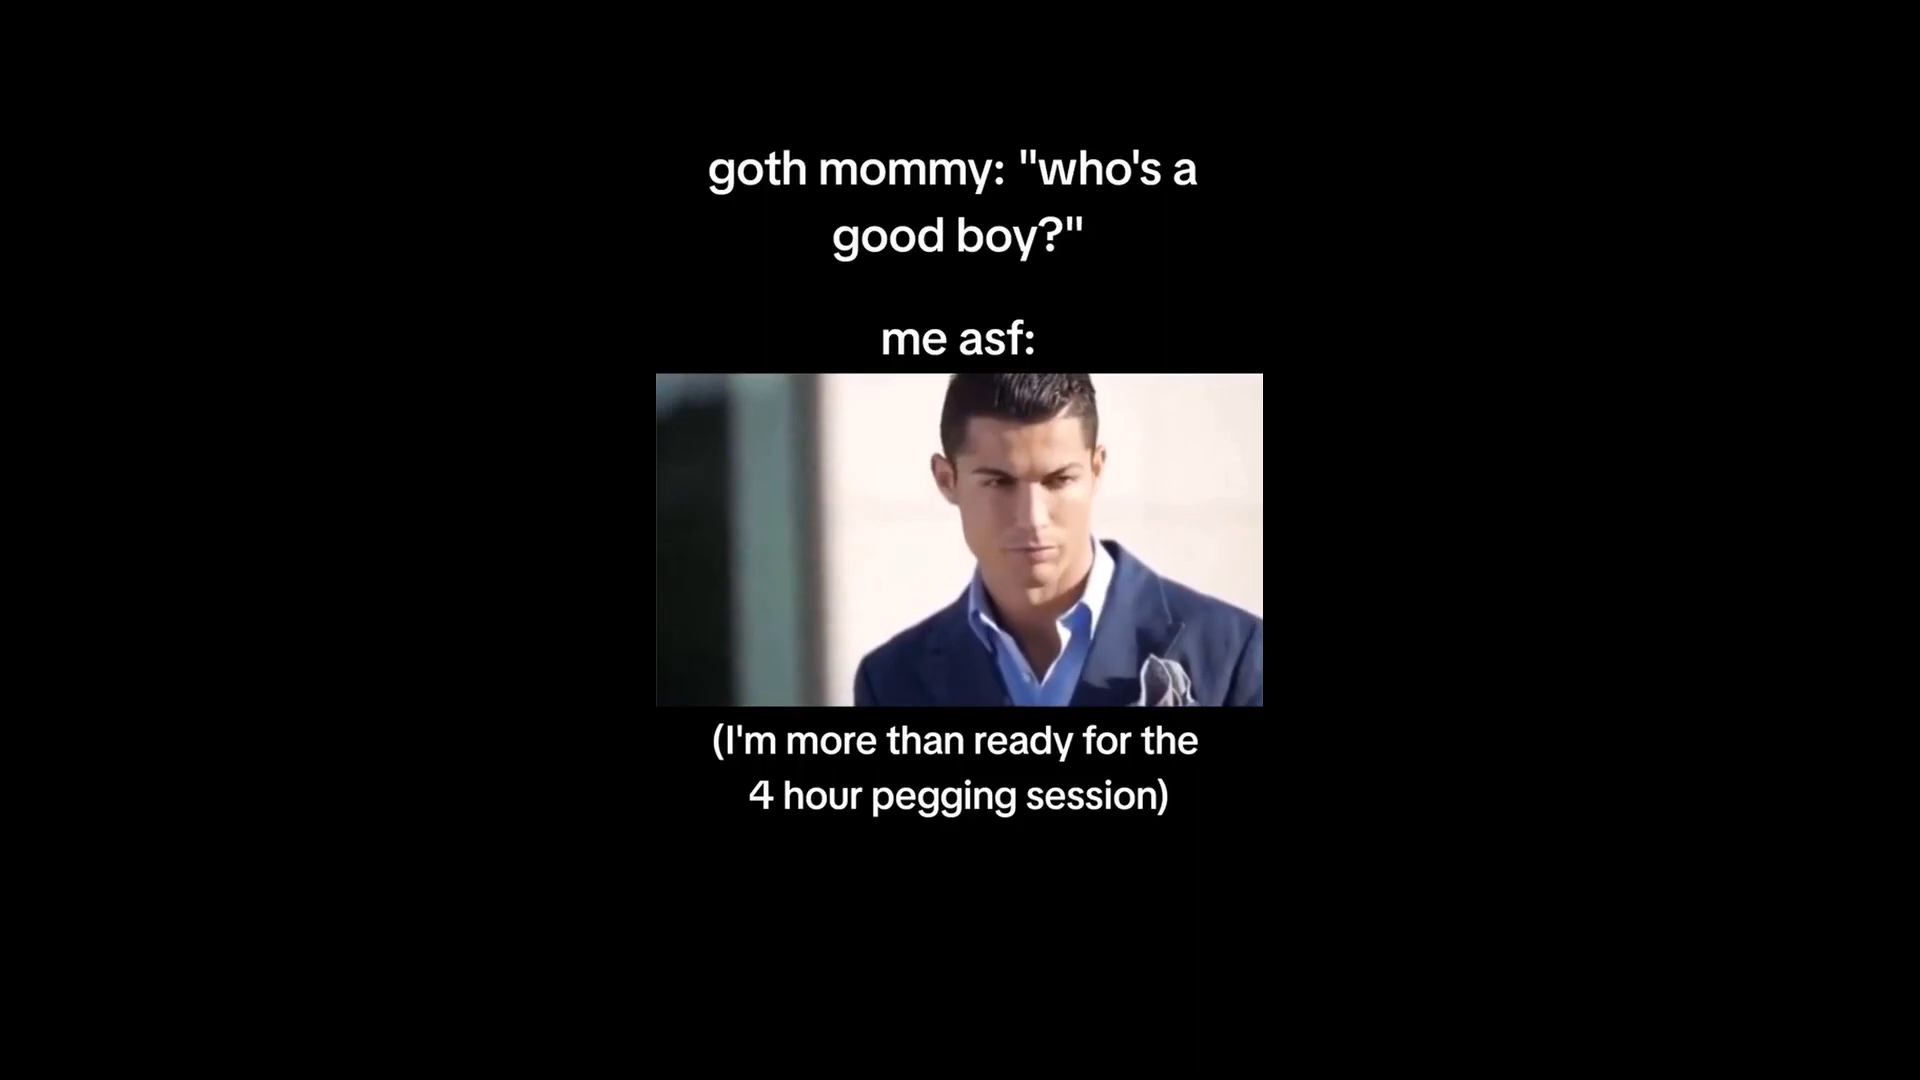 goth mommy: "who's a
good boy?"
me asf:
(I'm more than ready for the
4 hour pegging session)